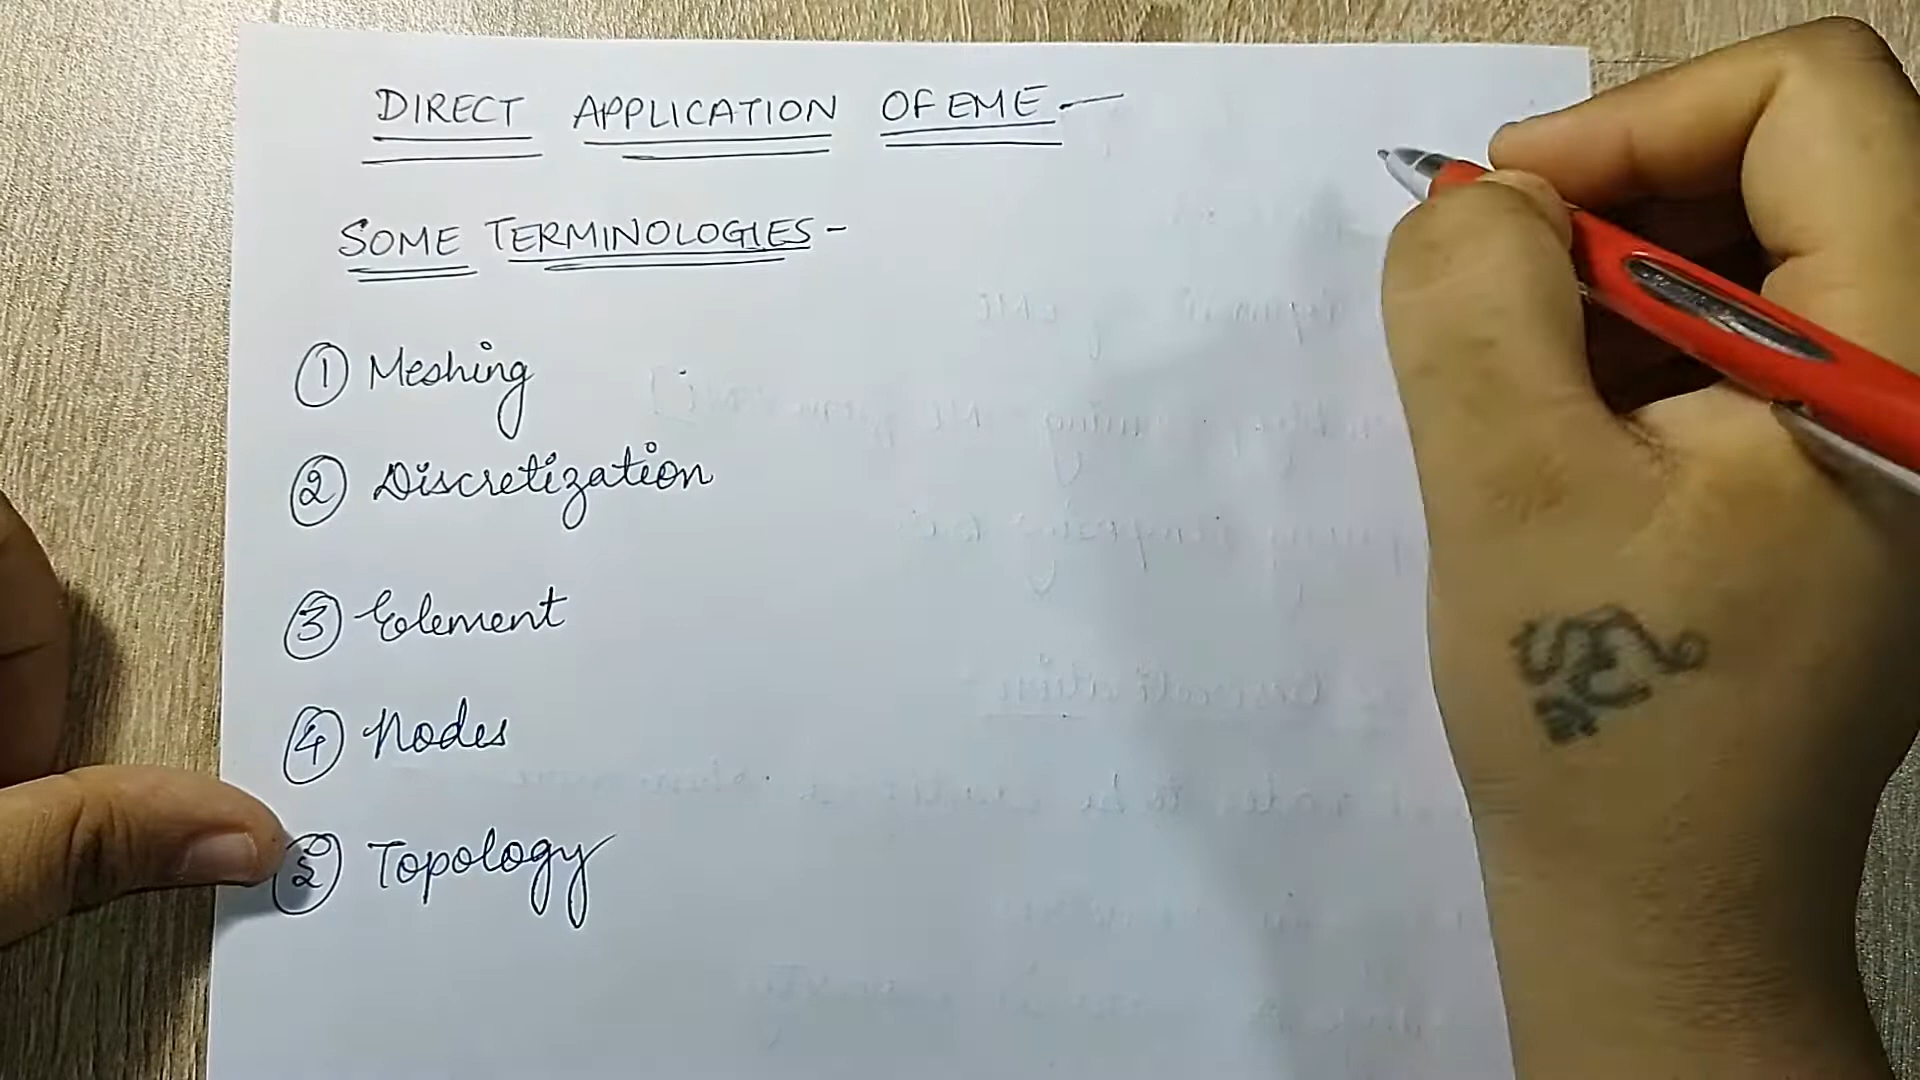 DIRECT APPLICATION OF EME -
SOME TERMINOLOGIES -
① Meshing
② Discretization
③ Element
④ Nodes
⑤ Topology